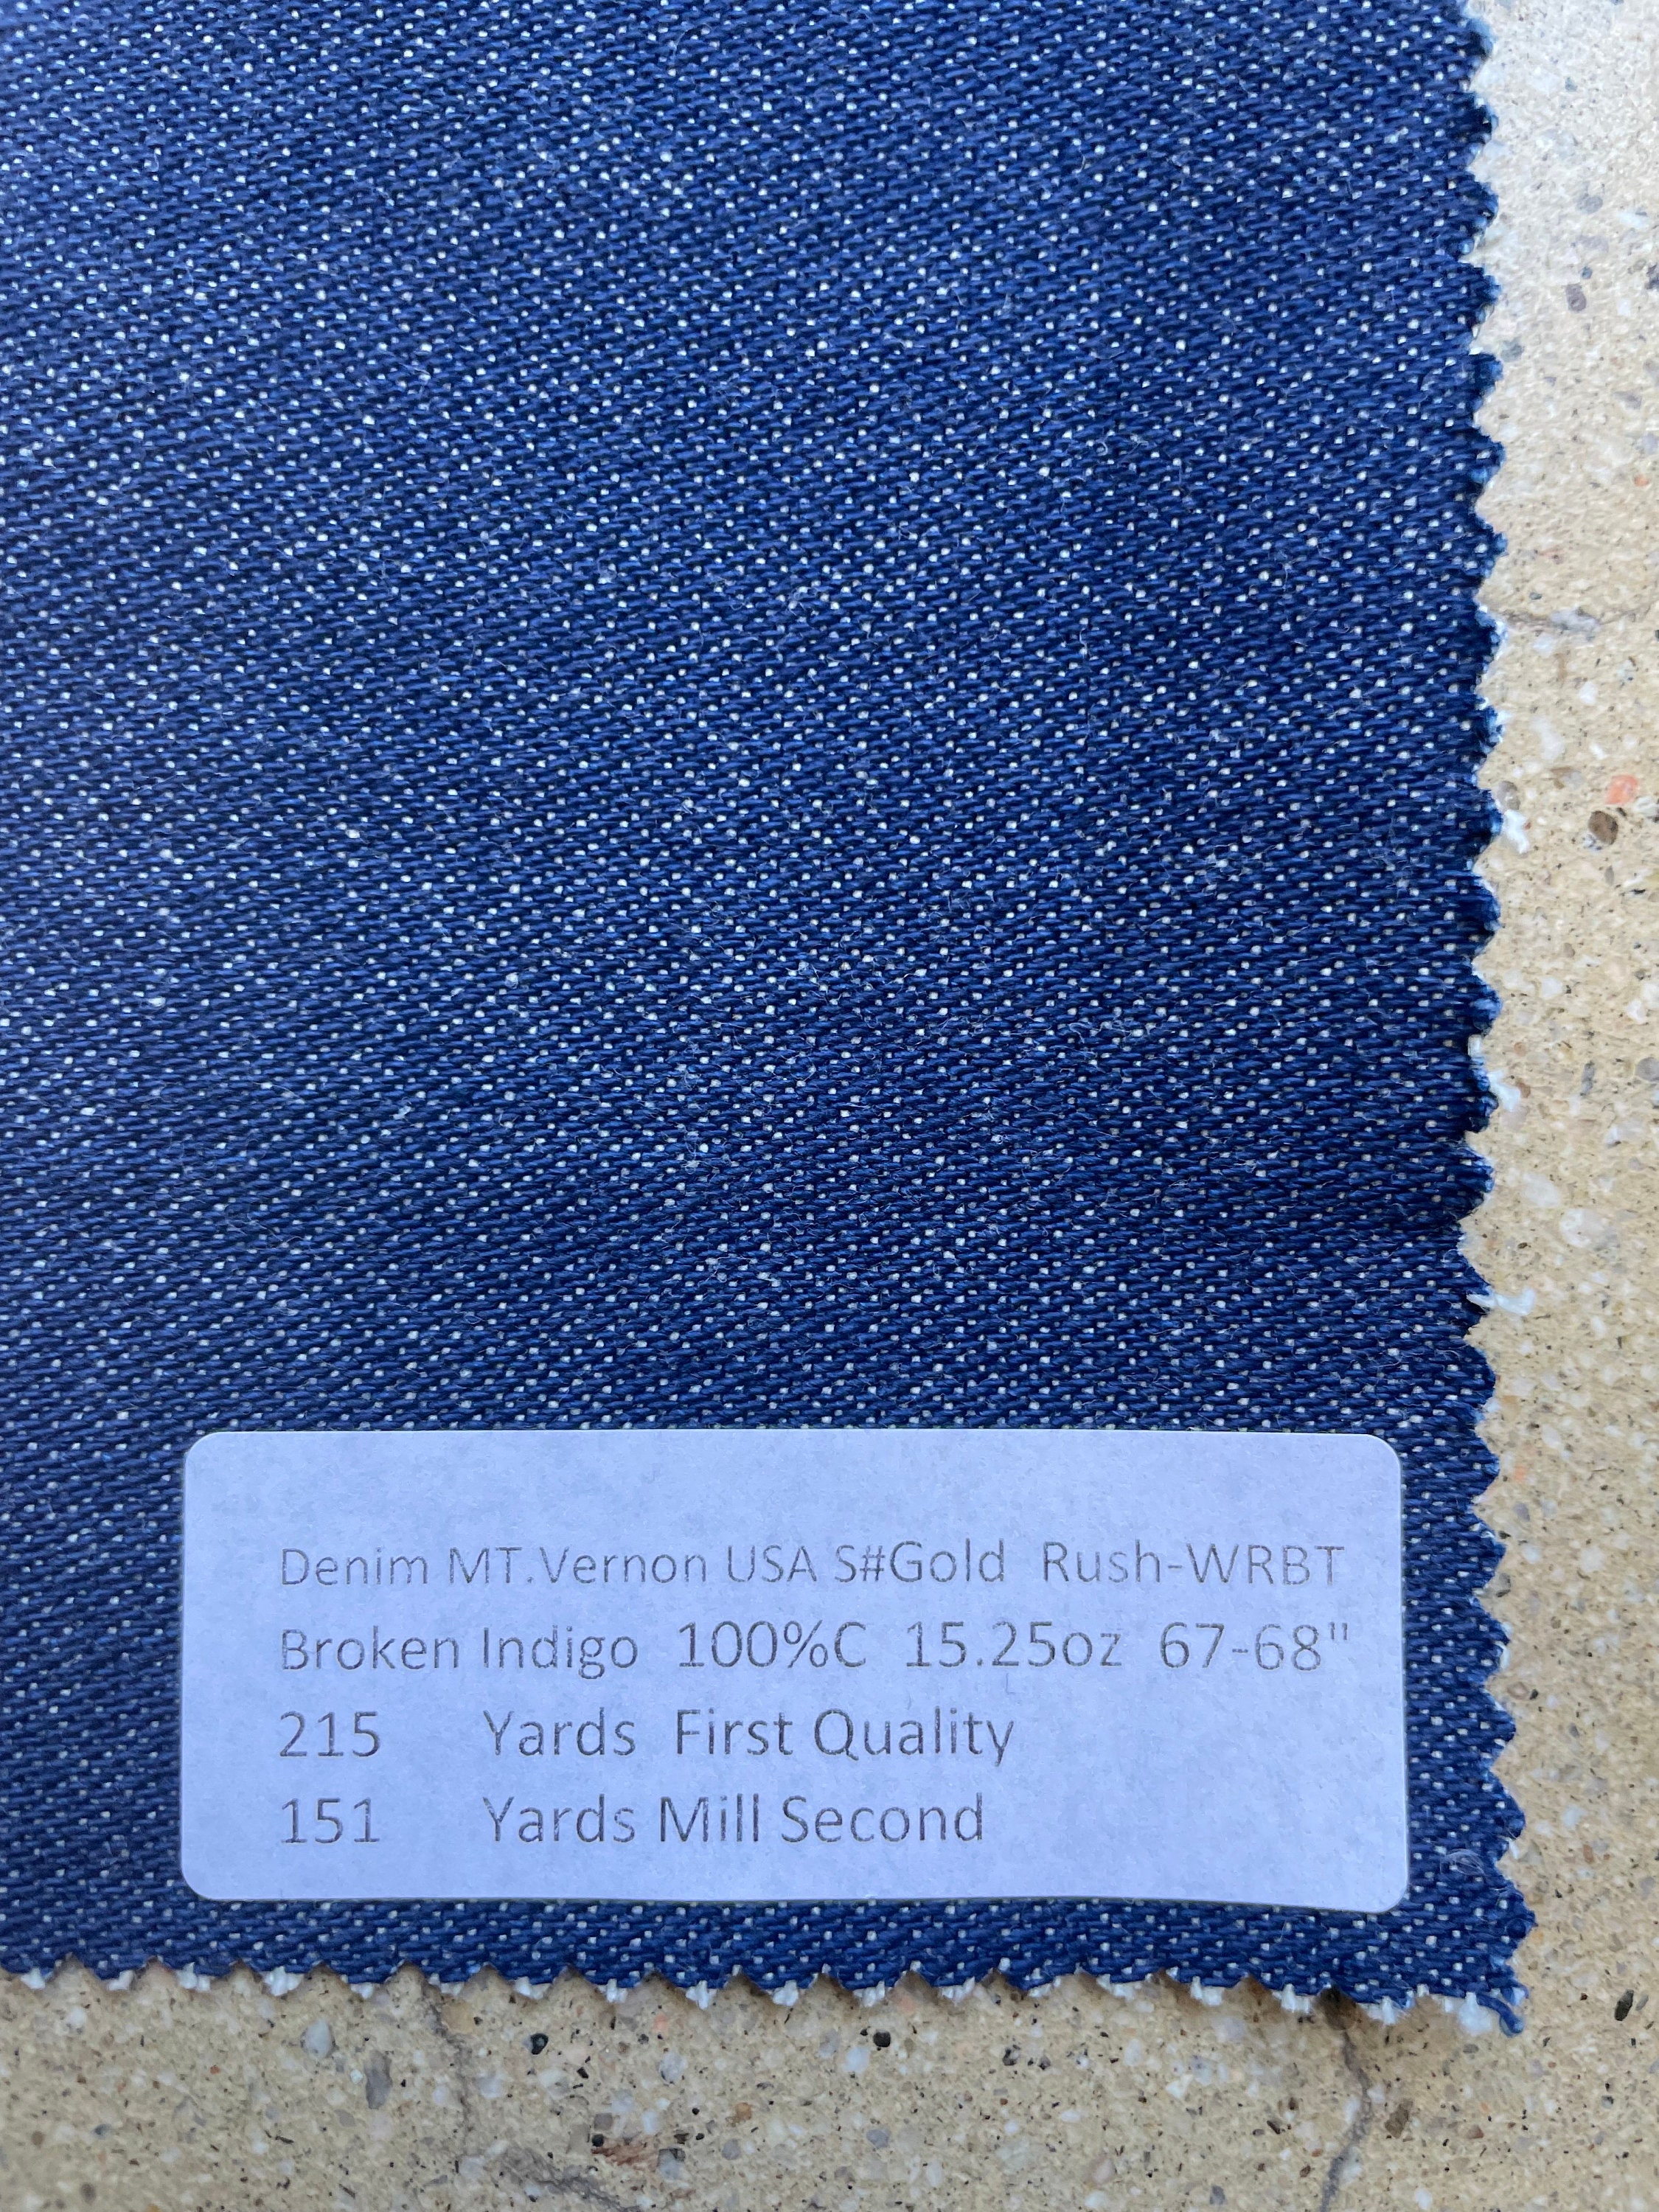 Denim MT.Vernon USA S#Gold Rush-WRBT
Broken Indigo 100%C 15.25oz 67-68"
215 Yards First Quality
151 Yards Mill Second